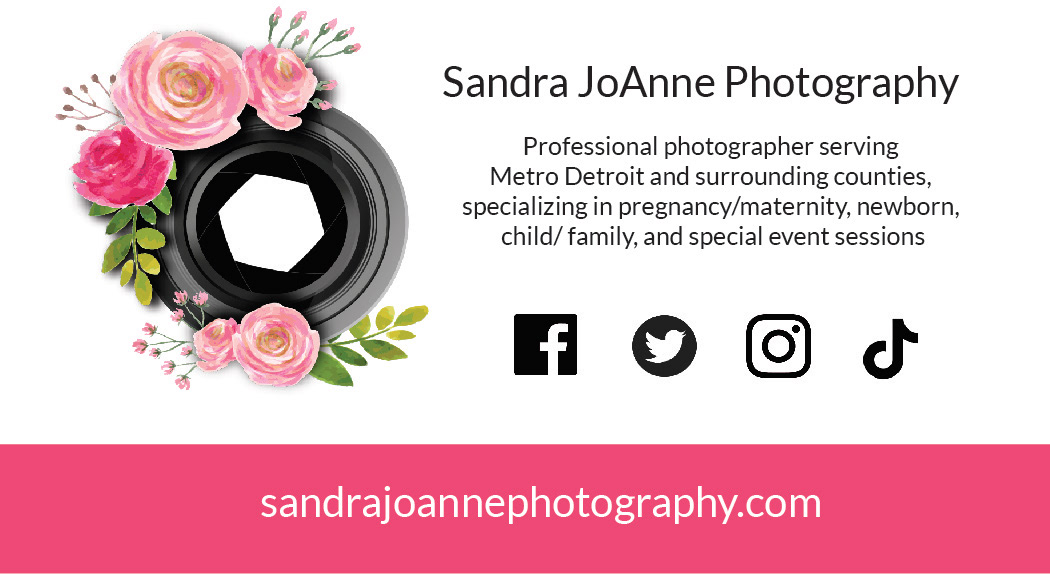 Sandra JoAnne Photography
Professional photographer serving
Metro Detroit and surrounding counties,
specializing in pregnancy/maternity, newborn,
child/ family, and special event sessions
sandrajoannephotography.com